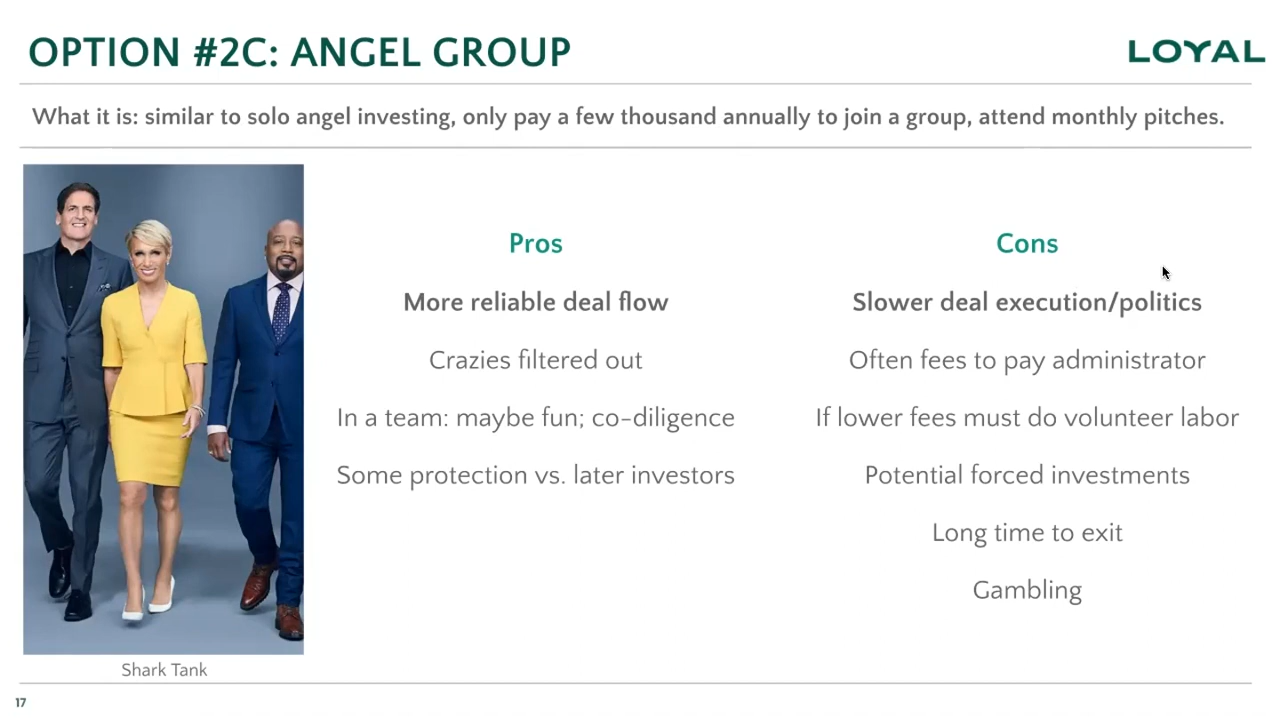 OPTION #2C: ANGEL GROUP
LOYAL
What it is: similar to solo angel investing, only pay a few thousand annually to join a group, attend monthly pitches.
Pros
More reliable deal flow
Crazies filtered out
In a team: maybe fun; co-diligence
Some protection vs. later investors
Cons
Slower deal execution/politics
Often fees to pay administrator
If lower fees must do volunteer labor
Potential forced investments
Long time to exit
Gambling
Shark Tank
17